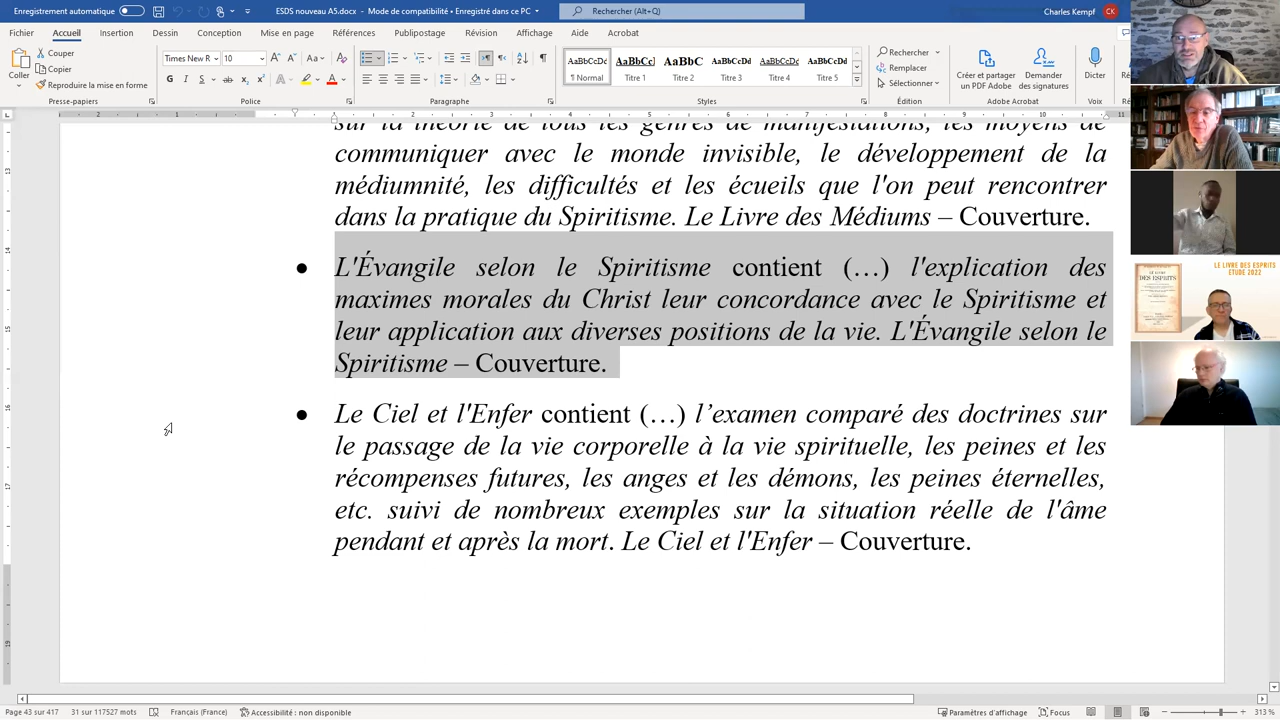 Enregistrement automatique
ESDS nouveau A5.docx - Mode de compatibilité • Enregistré dans ce PC
Rechercher (Alt+Q)
Charles Kempf
CK
Fichier Accueil Insertion Dessin Conception Mise en page Références Publipostage Révision Affichage Aide Acrobat
Coller
Couper
Copier
Reproduire la mise en forme
Times New R 10
AaBbCcDc AaBbCcI AaBbC AaBbCcDc AaBbCcDc AaBbCcDc
¶ Normal Titre 1 Titre 2 Titre 3 Titre 4 Titre 5
Rechercher
Remplacer
Sélectionner
Créer et partager
un PDF Adobe
Demander
des signatures
Dicter
Presse-papiers Police Paragraphe Styles Édition Adobe Acrobat Voix
sur la théorie de tous les genres de manifestations, les moyens de
communiquer avec le monde invisible, le développement de la
médiumnité, les difficultés et les écueils que l'on peut rencontrer
dans la pratique du Spiritisme. Le Livre des Médiums – Couverture.
• L'Évangile selon le Spiritisme contient (…) l'explication des
maximes morales du Christ leur concordance avec le Spiritisme et
leur application aux diverses positions de la vie. L'Évangile selon le
Spiritisme – Couverture.
• Le Ciel et l'Enfer contient (…) l’examen comparé des doctrines sur
le passage de la vie corporelle à la vie spirituelle, les peines et les
récompenses futures, les anges et les démons, les peines éternelles,
etc. suivi de nombreux exemples sur la situation réelle de l'âme
pendant et après la mort. Le Ciel et l'Enfer – Couverture.
LE LIVRE DES ESPRITS
ETUDE 2022
LIVRE
DES ESPRITS
Page 43 sur 417 31 sur 117527 mots Français (France) Accessibilité : non disponible
Paramètres d'affichage Focus 313 %